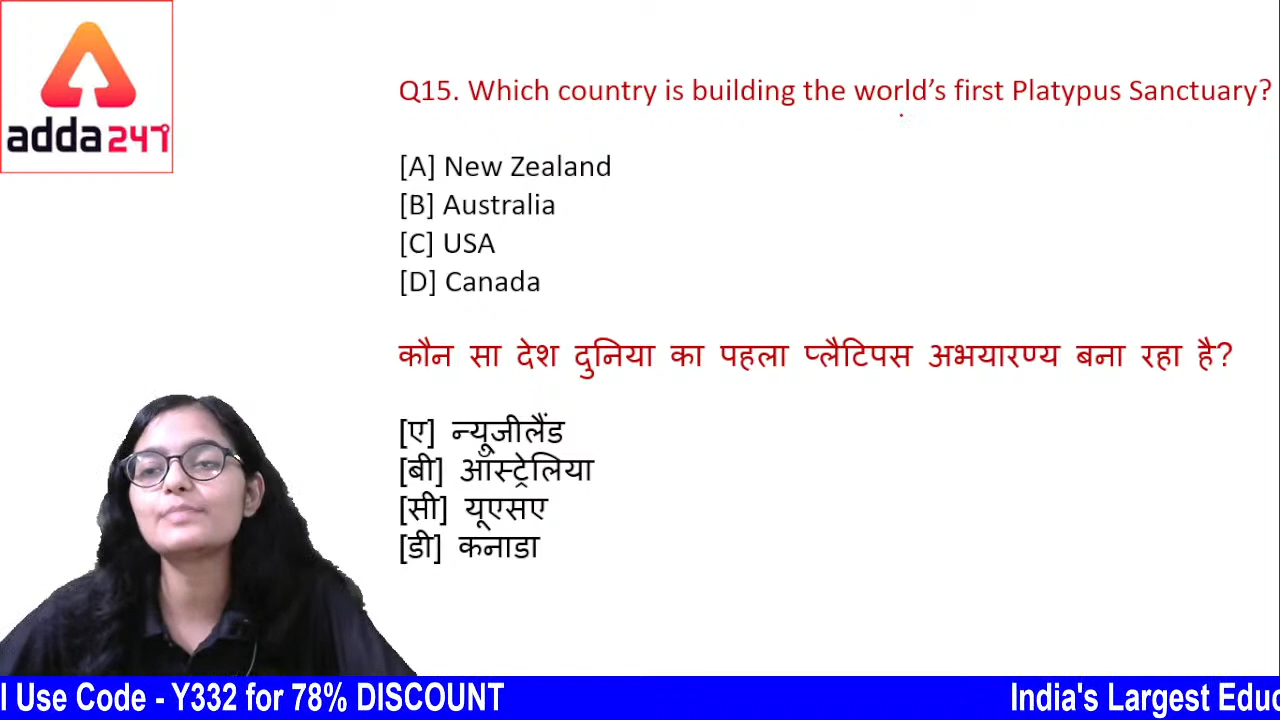 adda247
Q15. Which country is building the world’s first Platypus Sanctuary?
[A] New Zealand
[B] Australia
[C] USA
[D] Canada
कौन सा देश दुनिया का पहला प्लैटिपस अभयारण्य बना रहा है?
[ए] न्यूजीलैंड
[बी] ऑस्ट्रेलिया
[सी] यूएसए
[डी] कनाडा
l Use Code - Y332 for 78% DISCOUNT India's Largest Educ